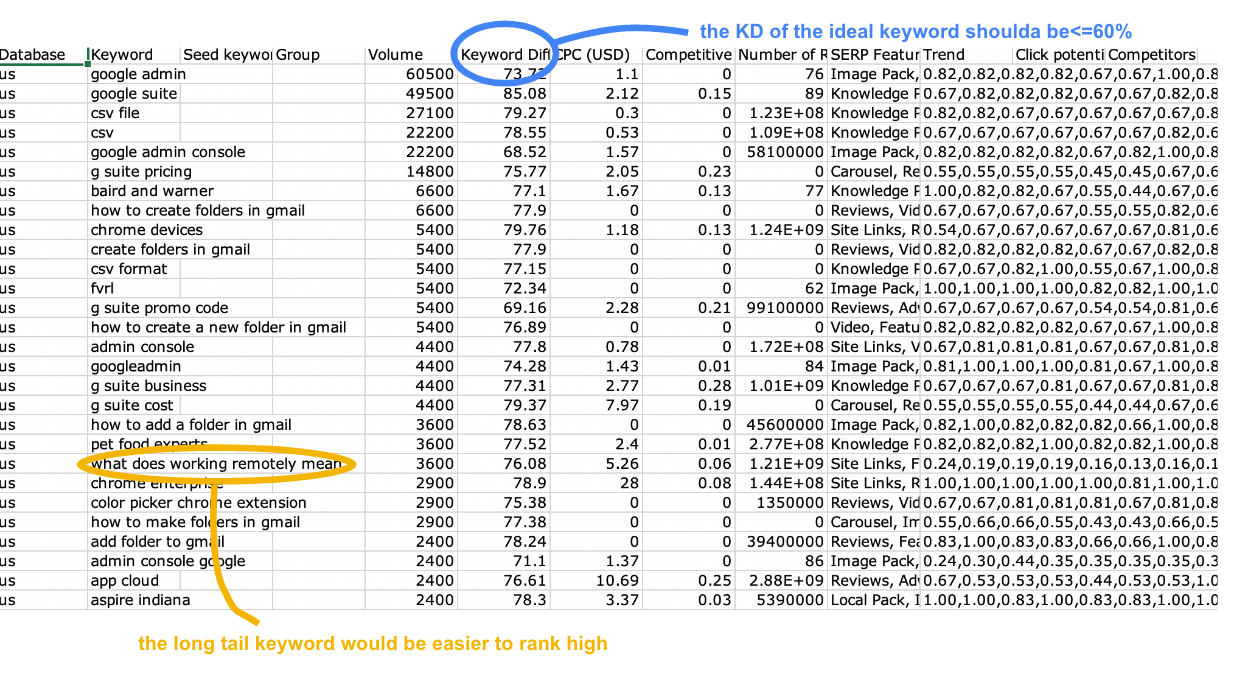 the KD of the ideal keyword shoulda be<=60%
Database Keyword Seed keywor Group Volume Keyword Diff CPC (USD) Competitive Number of R SERP Featur Trend Click potenti Competitors
us google admin 60500 73.72 1.1 0 76 Image Pack, 0.82,0.82,0.82,0.82,0.67,0.67,1.00,0.8
us google suite 49500 85.08 2.12 0.15 89 Knowledge P 0.67,0.82,0.82,0.67,0.67,0.67,0.82,0.8
us csv file 27100 79.27 0.3 0 1.23E+08 Knowledge P 0.67,0.67,0.82,0.82,0.67,0.67,0.82,0.8
us csv 22200 78.55 0.53 0 1.09E+08 Knowledge P 0.67,0.67,0.67,0.67,0.67,0.67,0.82,0.8
us google admin console 22200 68.52 1.57 0 58100000 Image Pack, 0.82,0.82,0.82,0.82,0.67,0.82,1.00,0.8
us g suite pricing 14800 75.77 2.05 0.23 0 Carousel, Re 0.55,0.55,0.55,0.55,0.45,0.45,0.67,0.6
us baird and warner 6600 77.1 1.67 0.13 77 Knowledge P 1.00,0.82,0.82,0.67,0.55,0.44,0.67,0.6
us how to create folders in gmail 6600 77.9 0 0 0 Reviews, Vid 0.67,0.67,0.67,0.67,0.55,0.55,0.82,0.6
us chrome devices 5400 79.76 1.18 0.13 1.24E+09 Site Links, R 0.54,0.67,0.67,0.67,0.67,0.67,0.81,0.6
us create folders in gmail 5400 77.9 0 0 0 Reviews, Vid 0.82,0.82,0.82,0.82,0.67,0.67,0.82,0.8
us csv format 5400 77.15 0 0 0 Knowledge P 0.67,0.67,0.82,1.00,0.55,0.67,1.00,0.8
us fvrl 5400 72.34 0 0 62 Image Pack, 1.00,1.00,1.00,1.00,0.82,0.82,1.00,1.0
us g suite promo code 5400 69.16 2.28 0.21 99100000 Reviews, Adv 0.67,0.67,0.67,0.67,0.54,0.54,0.81,0.6
us how to create a new folder in gmail 5400 76.89 0 0 0 Video, Featu 0.82,0.82,0.82,0.82,0.67,0.67,1.00,0.8
us admin console 5400 77.8 0.78 0 1.72E+08 Site Links, V 0.67,0.81,0.81,0.81,0.67,0.67,0.81,0.8
us googleadmin 4400 74.28 1.43 0.01 84 Image Pack, 0.81,1.00,1.00,1.00,0.81,0.67,1.00,0.8
us g suite business 4400 77.31 2.77 0.28 1.01E+09 Knowledge P 0.67,0.67,0.67,0.81,0.67,0.67,0.81,0.8
us g suite cost 4400 79.37 7.97 0.19 0 Carousel, Re 0.55,0.55,0.55,0.55,0.44,0.44,0.67,0.6
us how to add a folder in gmail 3600 78.63 0 0 45600000 Image Pack, 0.82,1.00,0.82,0.82,0.82,0.66,1.00,0.8
us pet food experts 3600 77.52 2.4 0.01 2.77E+08 Knowledge P 0.82,0.82,0.82,1.00,0.82,0.82,1.00,0.8
us what does working remotely mean 3600 76.08 5.26 0.06 1.21E+09 Site Links, F 0.24,0.19,0.19,0.19,0.16,0.13,0.16,0.1
us chrome enterprise 2900 78.9 28 0.08 1.44E+08 Site Links, R 1.00,1.00,1.00,1.00,1.00,0.81,1.00,1.0
us color picker chrome extension 2900 75.38 0 0 1350000 Reviews, Vid 0.67,0.67,0.81,0.81,0.81,0.67,0.81,0.8
us how to make folders in gmail 2900 77.38 0 0 0 Carousel, Im 0.55,0.66,0.66,0.55,0.43,0.43,0.66,0.5
us add folder to gmail 2400 78.24 0 0 39400000 Reviews, Fea 0.83,1.00,0.83,0.83,0.66,0.66,1.00,0.8
us admin console google 2400 71.1 1.37 0 86 Image Pack, 0.24,0.30,0.44,0.35,0.35,0.35,0.35,0.3
us app cloud 2400 76.61 10.69 0.25 2.88E+09 Reviews, Adv 0.67,0.53,0.53,0.53,0.44,0.53,0.53,1.0
us aspire indiana 2400 78.3 3.37 0.03 5390000 Local Pack, I 1.00,1.00,0.83,1.00,0.83,0.83,1.00,1.0
the long tail keyword would be easier to rank high